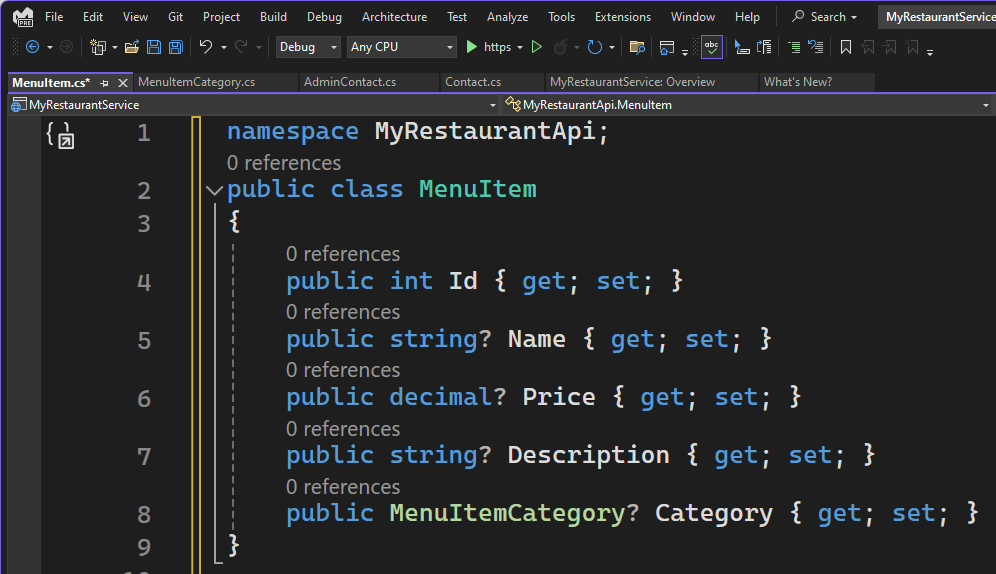 File Edit View Git Project Build Debug Architecture Test Analyze Tools Extensions Window Help Search MyRestaurantService
PRE
Debug Any CPU https abc
MenuItem.cs* MenuItemCategory.cs AdminContact.cs Contact.cs MyRestaurantService: Overview What's New?
MyRestaurantService MyRestaurantApi.MenuItem
1 namespace MyRestaurantApi;
0 references
2 public class MenuItem
3 {
0 references
4 public int Id { get; set; }
0 references
5 public string? Name { get; set; }
0 references
6 public decimal? Price { get; set; }
0 references
7 public string? Description { get; set; }
0 references
8 public MenuItemCategory? Category { get; set; }
9 }
10